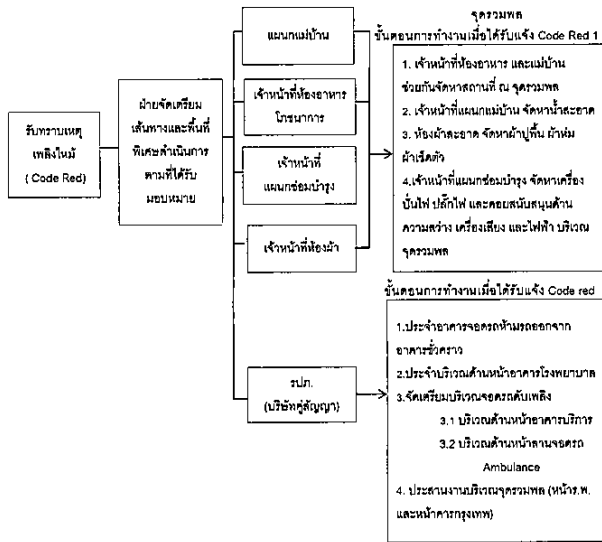 รับทราบเหตุ
เพลิงไหม้
( Code Red)
ฝ่ายจัดเตรียม
เส้นทางและพื้นที่
พิเศษดำเนินการ
ตามที่ได้รับ
มอบหมาย
แผนกแม่บ้าน
เจ้าหน้าที่ห้องอาหาร
โภชนาการ
เจ้าหน้าที่
แผนกซ่อมบำรุง
เจ้าหน้าที่ห้องผ้า
รปภ.
(บริษัทคู่สัญญา)
จุดรวมพล
ขั้นตอนการทำงานเมื่อได้รับแจ้ง Code Red 1
1. เจ้าหน้าที่ห้องอาหาร และแม่บ้าน
ช่วยกันจัดหาสถานที่ ณ จุดรวมพล
2. เจ้าหน้าที่แผนกแม่บ้าน จัดหาน้ำสะอาด
3. ห้องผ้าสะอาด จัดหาผ้าปูพื้น ผ้าห่ม
ผ้าเช็ดตัว
4.เจ้าหน้าที่แผนกซ่อมบำรุง จัดหาเครื่อง
ปั่นไฟ ปลั๊กไฟ และคอยสนับสนุนด้าน
ความสว่าง เครื่องเสียง และไฟฟ้า บริเวณ
จุดรวมพล
ขั้นตอนการทำงานเมื่อได้รับแจ้ง Code red
1.ประจำอาคารจอดรถห้ามรถออกจาก
อาคารชั่วคราว
2.ประจำบริเวณด้านหน้าอาคารโรงพยาบาล
3.จัดเตรียมบริเวณจอดรถดับเพลิง
3.1 บริเวณด้านหน้าอาคารบริการ
3.2 บริเวณด้านหน้าลานจอดรถ
Ambulance
4. ประสานงานบริเวณจุดรวมพล (หน้าร.พ.
และหน้าคารกรุงเทพ)